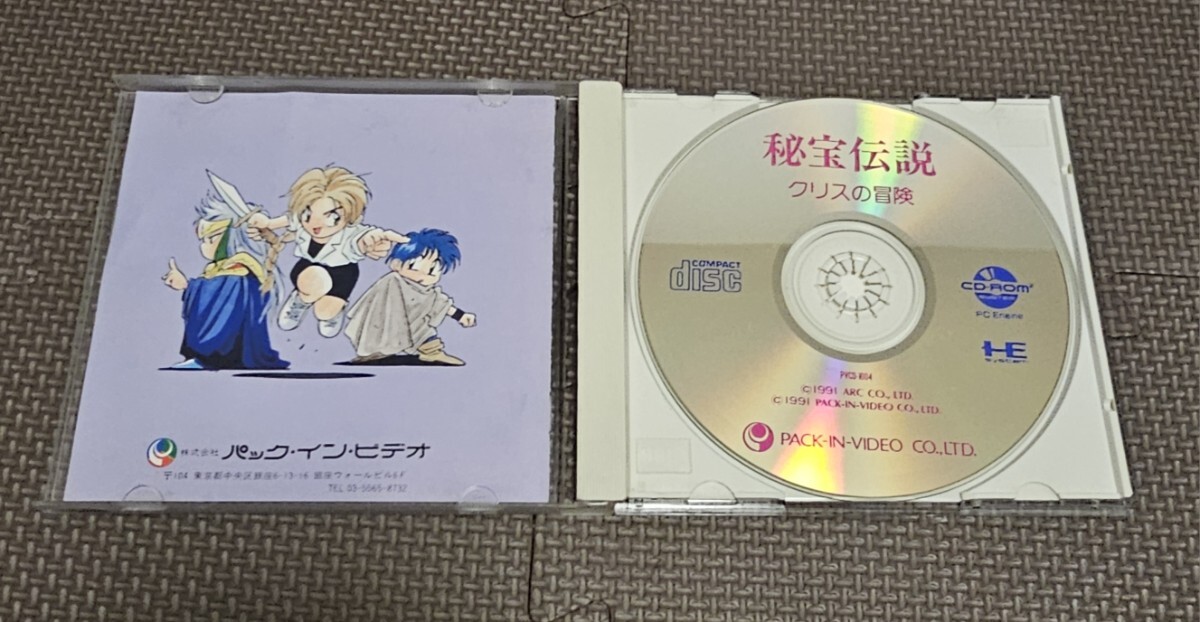 株式会社 パック・イン・ビデオ
〒104 東京都中央区銀座6-13-16 銀座ウォールビル6F
TEL 03-5565-8732
秘宝伝説
クリスの冒険
COMPACT
disc
CD-ROM²
PC Engine
HE
SYSTEM
©1991 ARC CO., LTD.
©1991 PACK-IN-VIDEO CO., LTD.
PACK-IN-VIDEO CO.,LTD.